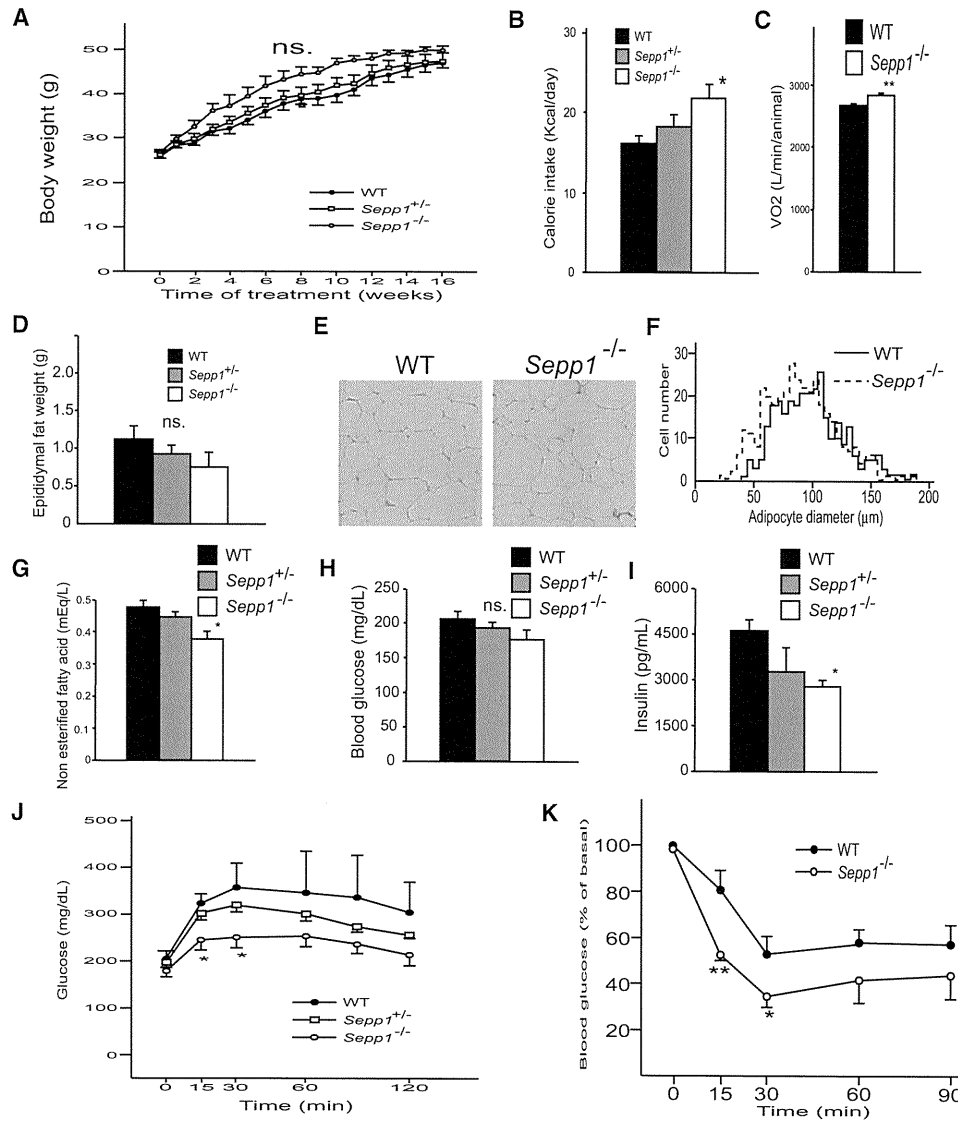 A
ns.
Body weight (g)
50
40
30
20
10
0
WT
Sepp1+/-
Sepp1-/-
0 2 4 6 8 10 12 14 16
Time of treatment (weeks)
B
WT
Sepp1+/-
Sepp1-/-
*
Calorie intake (Kcal/day)
30
20
10
0
C
WT
Sepp1-/-
**
VO2 (L/min/animal)
3000
2000
1000
0
D
WT
Sepp1+/-
Sepp1-/-
ns.
Epididymal fat weight (g)
2.0
1.5
1.0
0.5
0
E
WT Sepp1-/-
F
WT
Sepp1-/-
Cell number
30
20
10
0
0 50 100 150 200
Adipocyte diameter (μm)
G
WT
Sepp1+/-
Sepp1-/-
*
Non esterified fatty acid (mEq/L)
0.5
0.4
0.3
0.2
0.1
0
H
WT
Sepp1+/-
Sepp1-/-
ns.
Blood glucose (mg/dL)
250
200
150
100
50
0
I
WT
Sepp1+/-
Sepp1-/-
*
Insulin (pg/mL)
6000
4500
3000
1500
0
J
Glucose (mg/dL)
500
400
300
200
100
0
* *
WT
Sepp1+/-
Sepp1-/-
0 15 30 60 120
Time (min)
K
Blood glucose (% of basal)
100
80
60
40
20
WT
Sepp1-/-
**
*
0 15 30 60 90
Time (min)